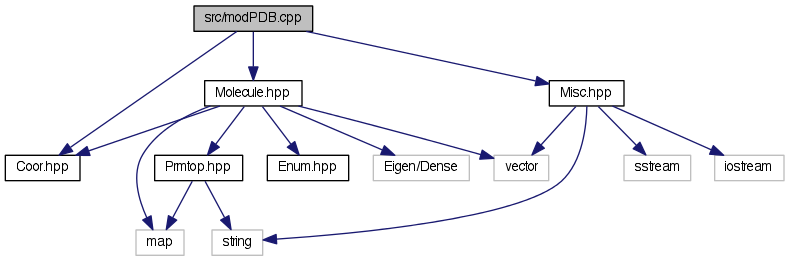 src/modPDB.cpp
Molecule.hpp
Misc.hpp
Coor.hpp
Prmtop.hpp
Enum.hpp
Eigen/Dense
vector
sstream
iostream
map
string